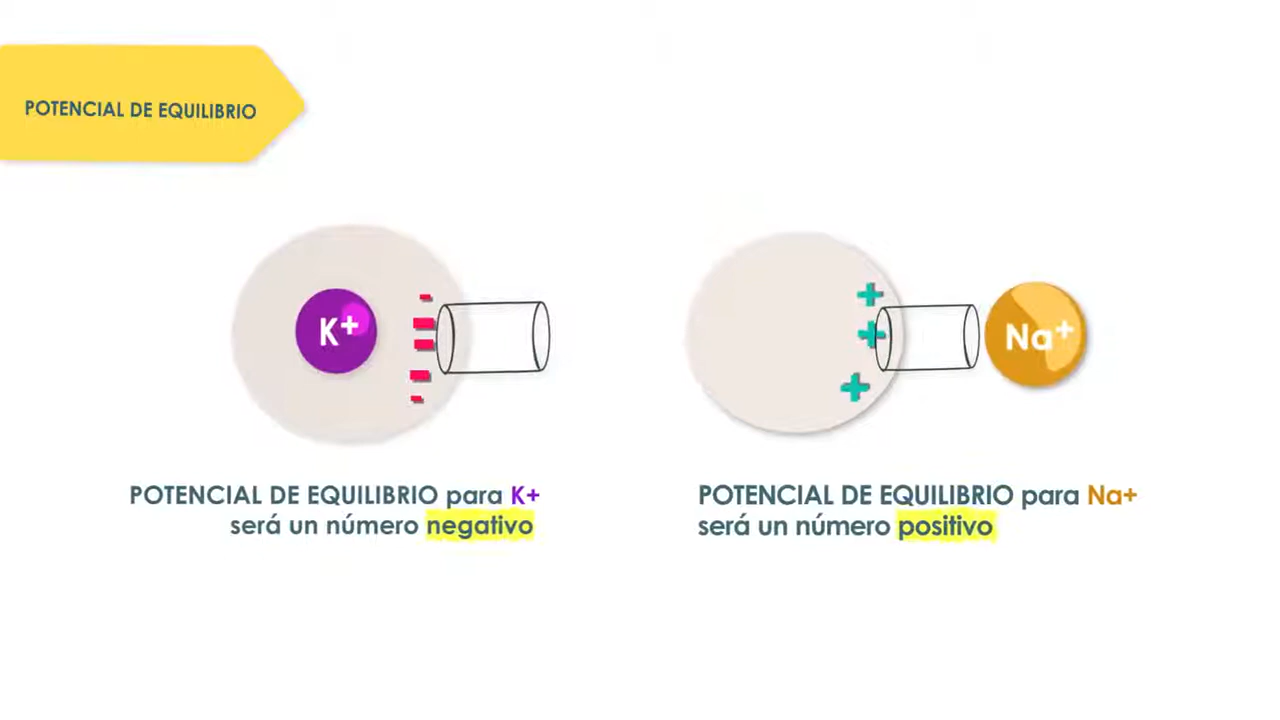 POTENCIAL DE EQUILIBRIO
K+
Na+
POTENCIAL DE EQUILIBRIO para K+
será un número negativo
POTENCIAL DE EQUILIBRIO para Na+
será un número positivo